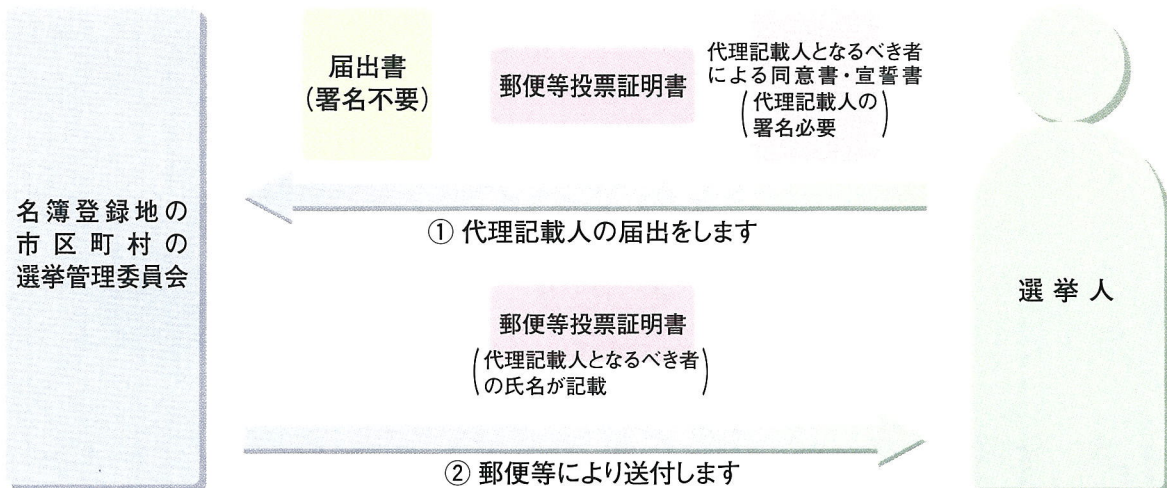 届出書
(署名不要)
郵便等投票証明書
代理記載人となるべき者
による同意書・宣誓書
(代理記載人の
署名必要)
名簿登録地の
市区町村の
選挙管理委員会
① 代理記載人の届出をします
選挙人
郵便等投票証明書
(代理記載人となるべき者
の氏名が記載)
② 郵便等により送付します